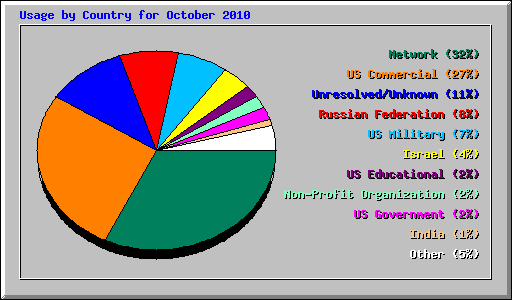 Usage by Country for October 2010
Network (32%)
US Commercial (27%)
Unresolved/Unknown (11%)
Russian Federation (8%)
US Military (7%)
Israel (4%)
US Educational (2%)
Non-Profit Organization (2%)
US Government (2%)
India (1%)
Other (5%)